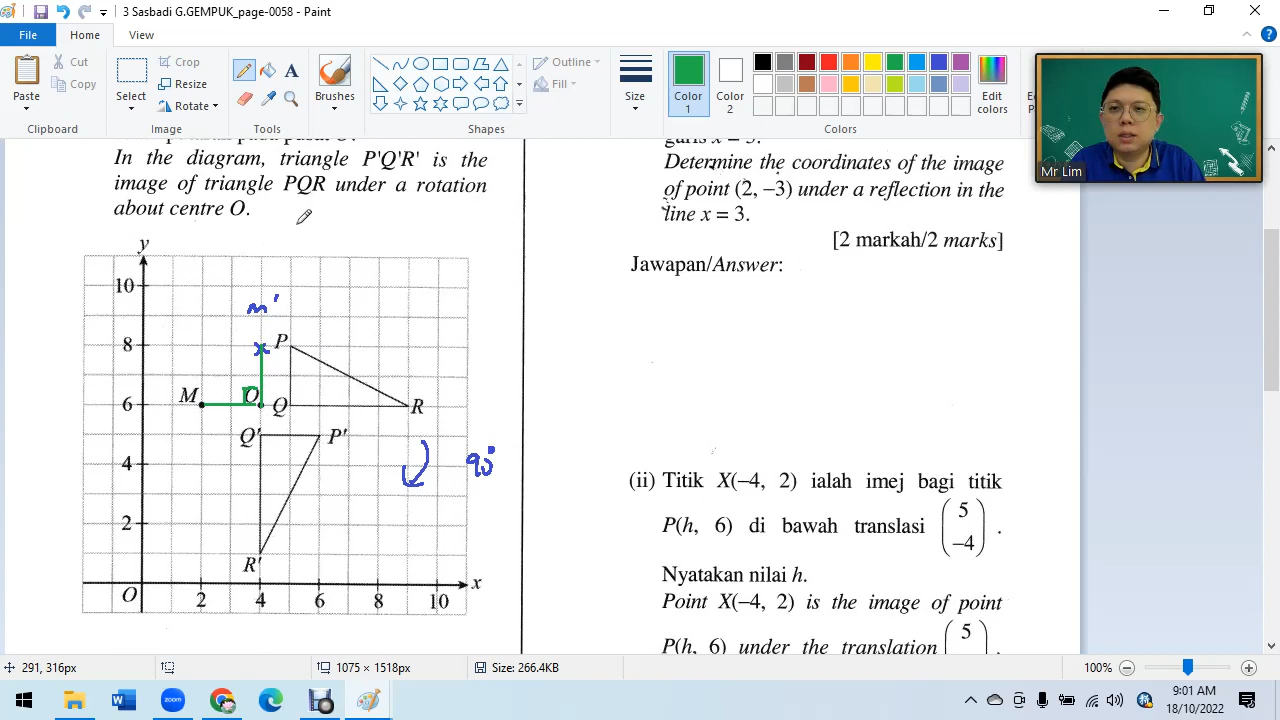 3 Sasbadi G.GEMPUK_page-0058 - Paint
File
Home
View
Paste
Cut
Copy
Clipboard
Select
Crop
Resize
Rotate
Image
A
Tools
Brushes
Outline
Fill
Shapes
Size
Color
1
Color
2
Edit
colors
Colors
Mr Lim
In the diagram, triangle P'Q'R' is the
image of triangle PQR under a rotation
about centre O.
y
10
8
6
4
2
O
2
4
6
8
10
x
m'
x
P
M
O
Q
R
Q'
P'
R'
90°
garis x = 3.
Determine the coordinates of the image
of point (2, –3) under a reflection in the
line x = 3.
[2 markah/2 marks]
Jawapan/Answer:
(ii) Titik X(–4, 2) ialah imej bagi titik
P(h, 6) di bawah translasi (5 –4) .
Nyatakan nilai h.
Point X(–4, 2) is the image of point
P(h, 6) under the translation (5
291, 316px
1075 × 1518px
Size: 266.4KB
100%
W
zoom
9:01 AM
18/10/2022